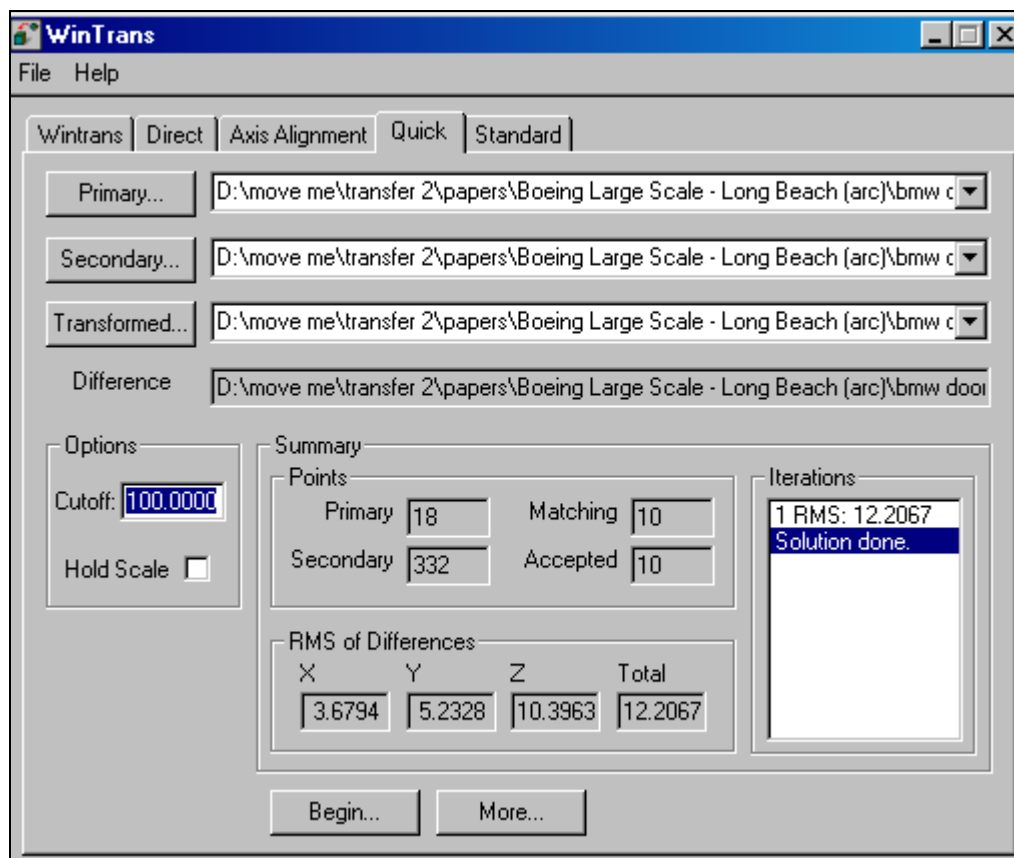 WinTrans
File Help
Wintrans Direct Axis Alignment Quick Standard
Primary... D:\move me\transfer 2\papers\Boeing Large Scale - Long Beach (arc)\bmw c
Secondary... D:\move me\transfer 2\papers\Boeing Large Scale - Long Beach (arc)\bmw c
Transformed... D:\move me\transfer 2\papers\Boeing Large Scale - Long Beach (arc)\bmw c
Difference D:\move me\transfer 2\papers\Boeing Large Scale - Long Beach (arc)\bmw door
Options
Cutoff: 100.0000
Hold Scale
Summary
Points
Primary 18 Matching 10
Secondary 332 Accepted 10
RMS of Differences
X Y Z Total
3.6794 5.2328 10.3963 12.2067
Iterations
1 RMS: 12.2067
Solution done.
Begin... More...